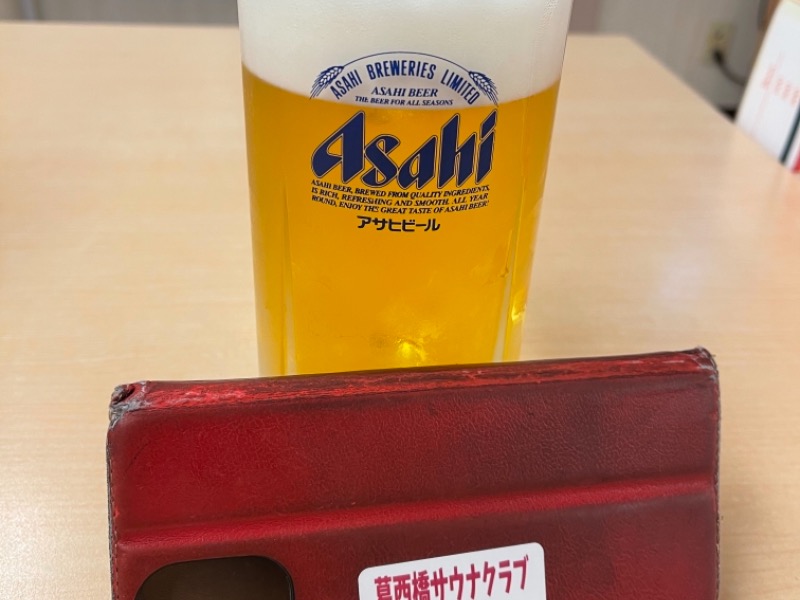 ASAHI BREWERIES LIMITED
ASAHI BEER
THE BEER FOR ALL SEASONS
Asahi
ASAHI BEER, BREWED FROM QUALITY INGREDIENTS,
IS RICH, REFRESHING AND SMOOTH. ALL YEAR
ROUND, ENJOY THE GREAT TASTE OF ASAHI BEER!
アサヒビール
葛西橋サウナクラブ